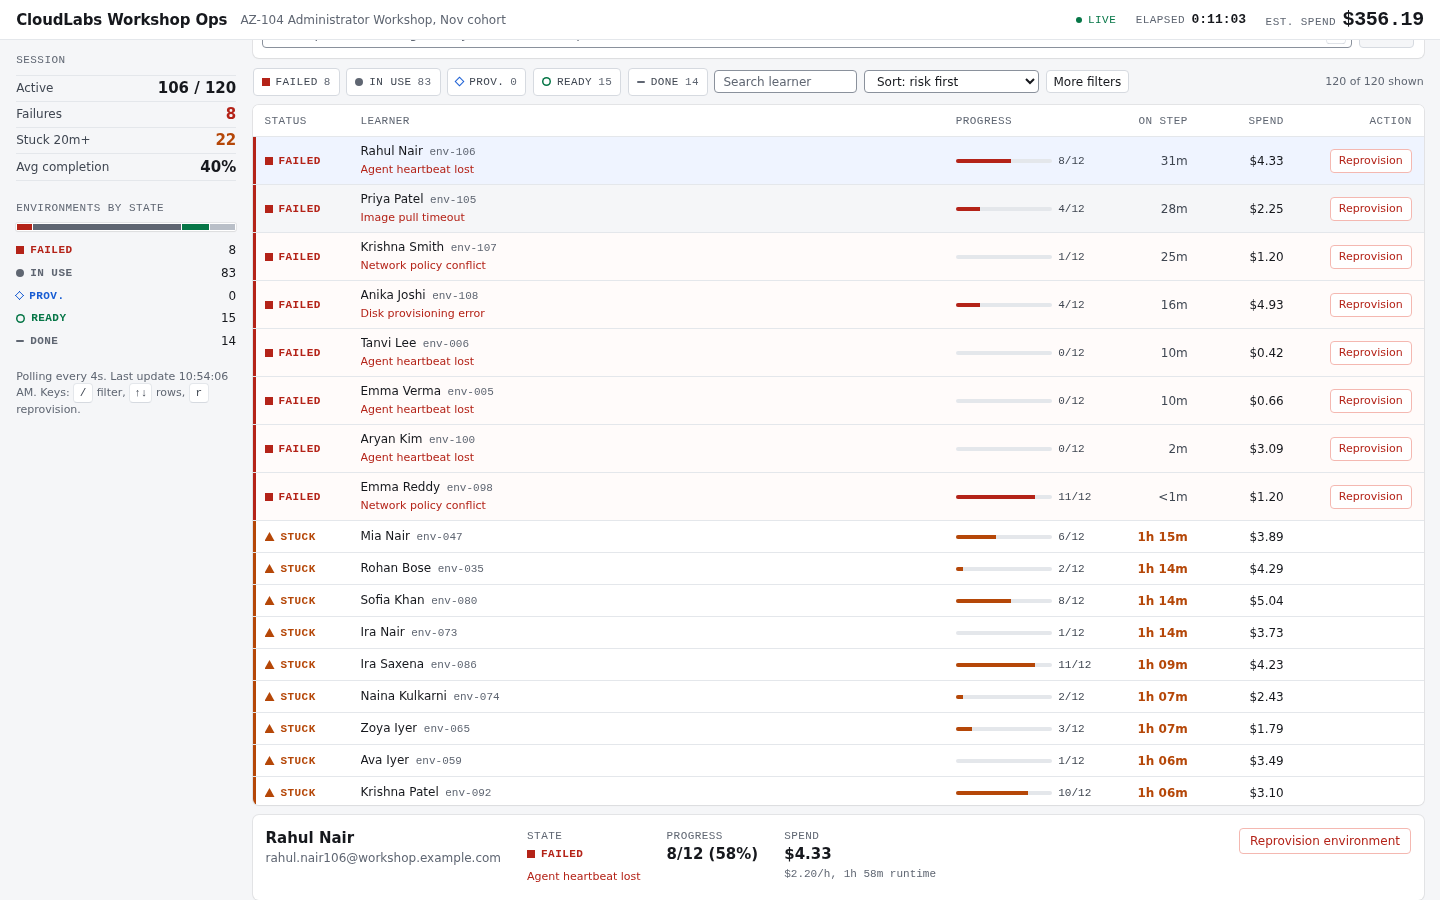 CloudLabs Workshop Ops AZ-104 Administrator Workshop, Nov cohort LIVE ELAPSED 0:11:03 EST. SPEND $356.19
SESSION
Active 106 / 120
Failures 8
Stuck 20m+ 22
Avg completion 40%
ENVIRONMENTS BY STATE
FAILED 8
IN USE 83
PROV. 0
READY 15
DONE 14
Polling every 4s. Last update 10:54:06
AM. Keys: / filter, ↑↓ rows, r
reprovision.
FAILED 8 IN USE 83 PROV. 0 READY 15 DONE 14 Search learner Sort: risk first More filters 120 of 120 shown
STATUS LEARNER PROGRESS ON STEP SPEND ACTION
FAILED Rahul Nair env-106 8/12 31m $4.33 Reprovision
Agent heartbeat lost
FAILED Priya Patel env-105 4/12 28m $2.25 Reprovision
Image pull timeout
FAILED Krishna Smith env-107 1/12 25m $1.20 Reprovision
Network policy conflict
FAILED Anika Joshi env-108 4/12 16m $4.93 Reprovision
Disk provisioning error
FAILED Tanvi Lee env-006 0/12 10m $0.42 Reprovision
Agent heartbeat lost
FAILED Emma Verma env-005 0/12 10m $0.66 Reprovision
Agent heartbeat lost
FAILED Aryan Kim env-100 0/12 2m $3.09 Reprovision
Agent heartbeat lost
FAILED Emma Reddy env-098 11/12 <1m $1.20 Reprovision
Network policy conflict
STUCK Mia Nair env-047 6/12 1h 15m $3.89
STUCK Rohan Bose env-035 2/12 1h 14m $4.29
STUCK Sofia Khan env-080 8/12 1h 14m $5.04
STUCK Ira Nair env-073 1/12 1h 14m $3.73
STUCK Ira Saxena env-086 11/12 1h 09m $4.23
STUCK Naina Kulkarni env-074 2/12 1h 07m $2.43
STUCK Zoya Iyer env-065 3/12 1h 07m $1.79
STUCK Ava Iyer env-059 1/12 1h 06m $3.49
STUCK Krishna Patel env-092 10/12 1h 06m $3.10
Rahul Nair STATE PROGRESS SPEND Reprovision environment
rahul.nair106@workshop.example.com FAILED 8/12 (58%) $4.33
Agent heartbeat lost $2.20/h, 1h 58m runtime